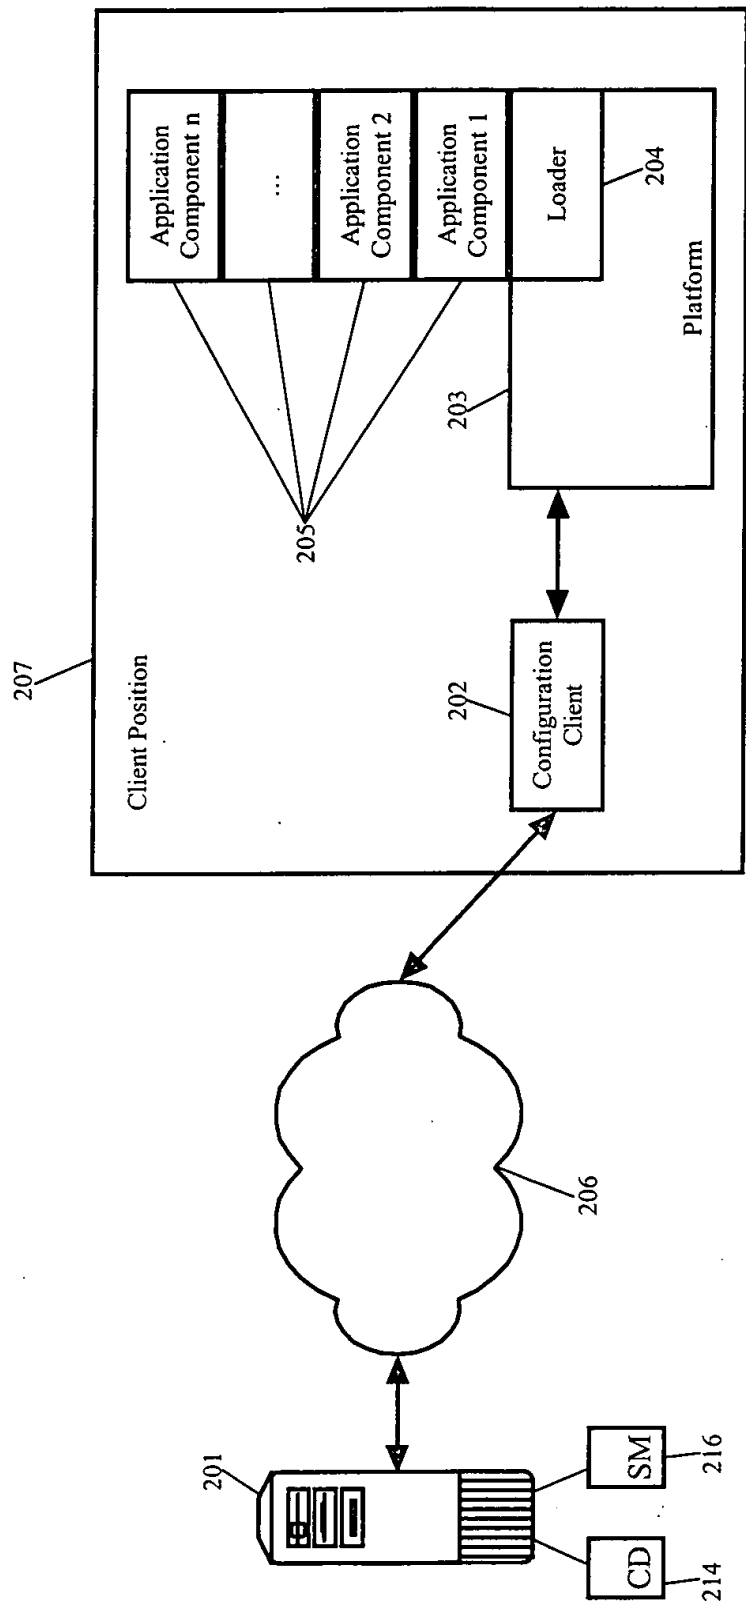 207
Client Position
Application
Component n
...
Application
Component 2
Application
Component 1
Loader
204
Platform
203
205
202
Configuration
Client
206
201
SM
216
CD
214